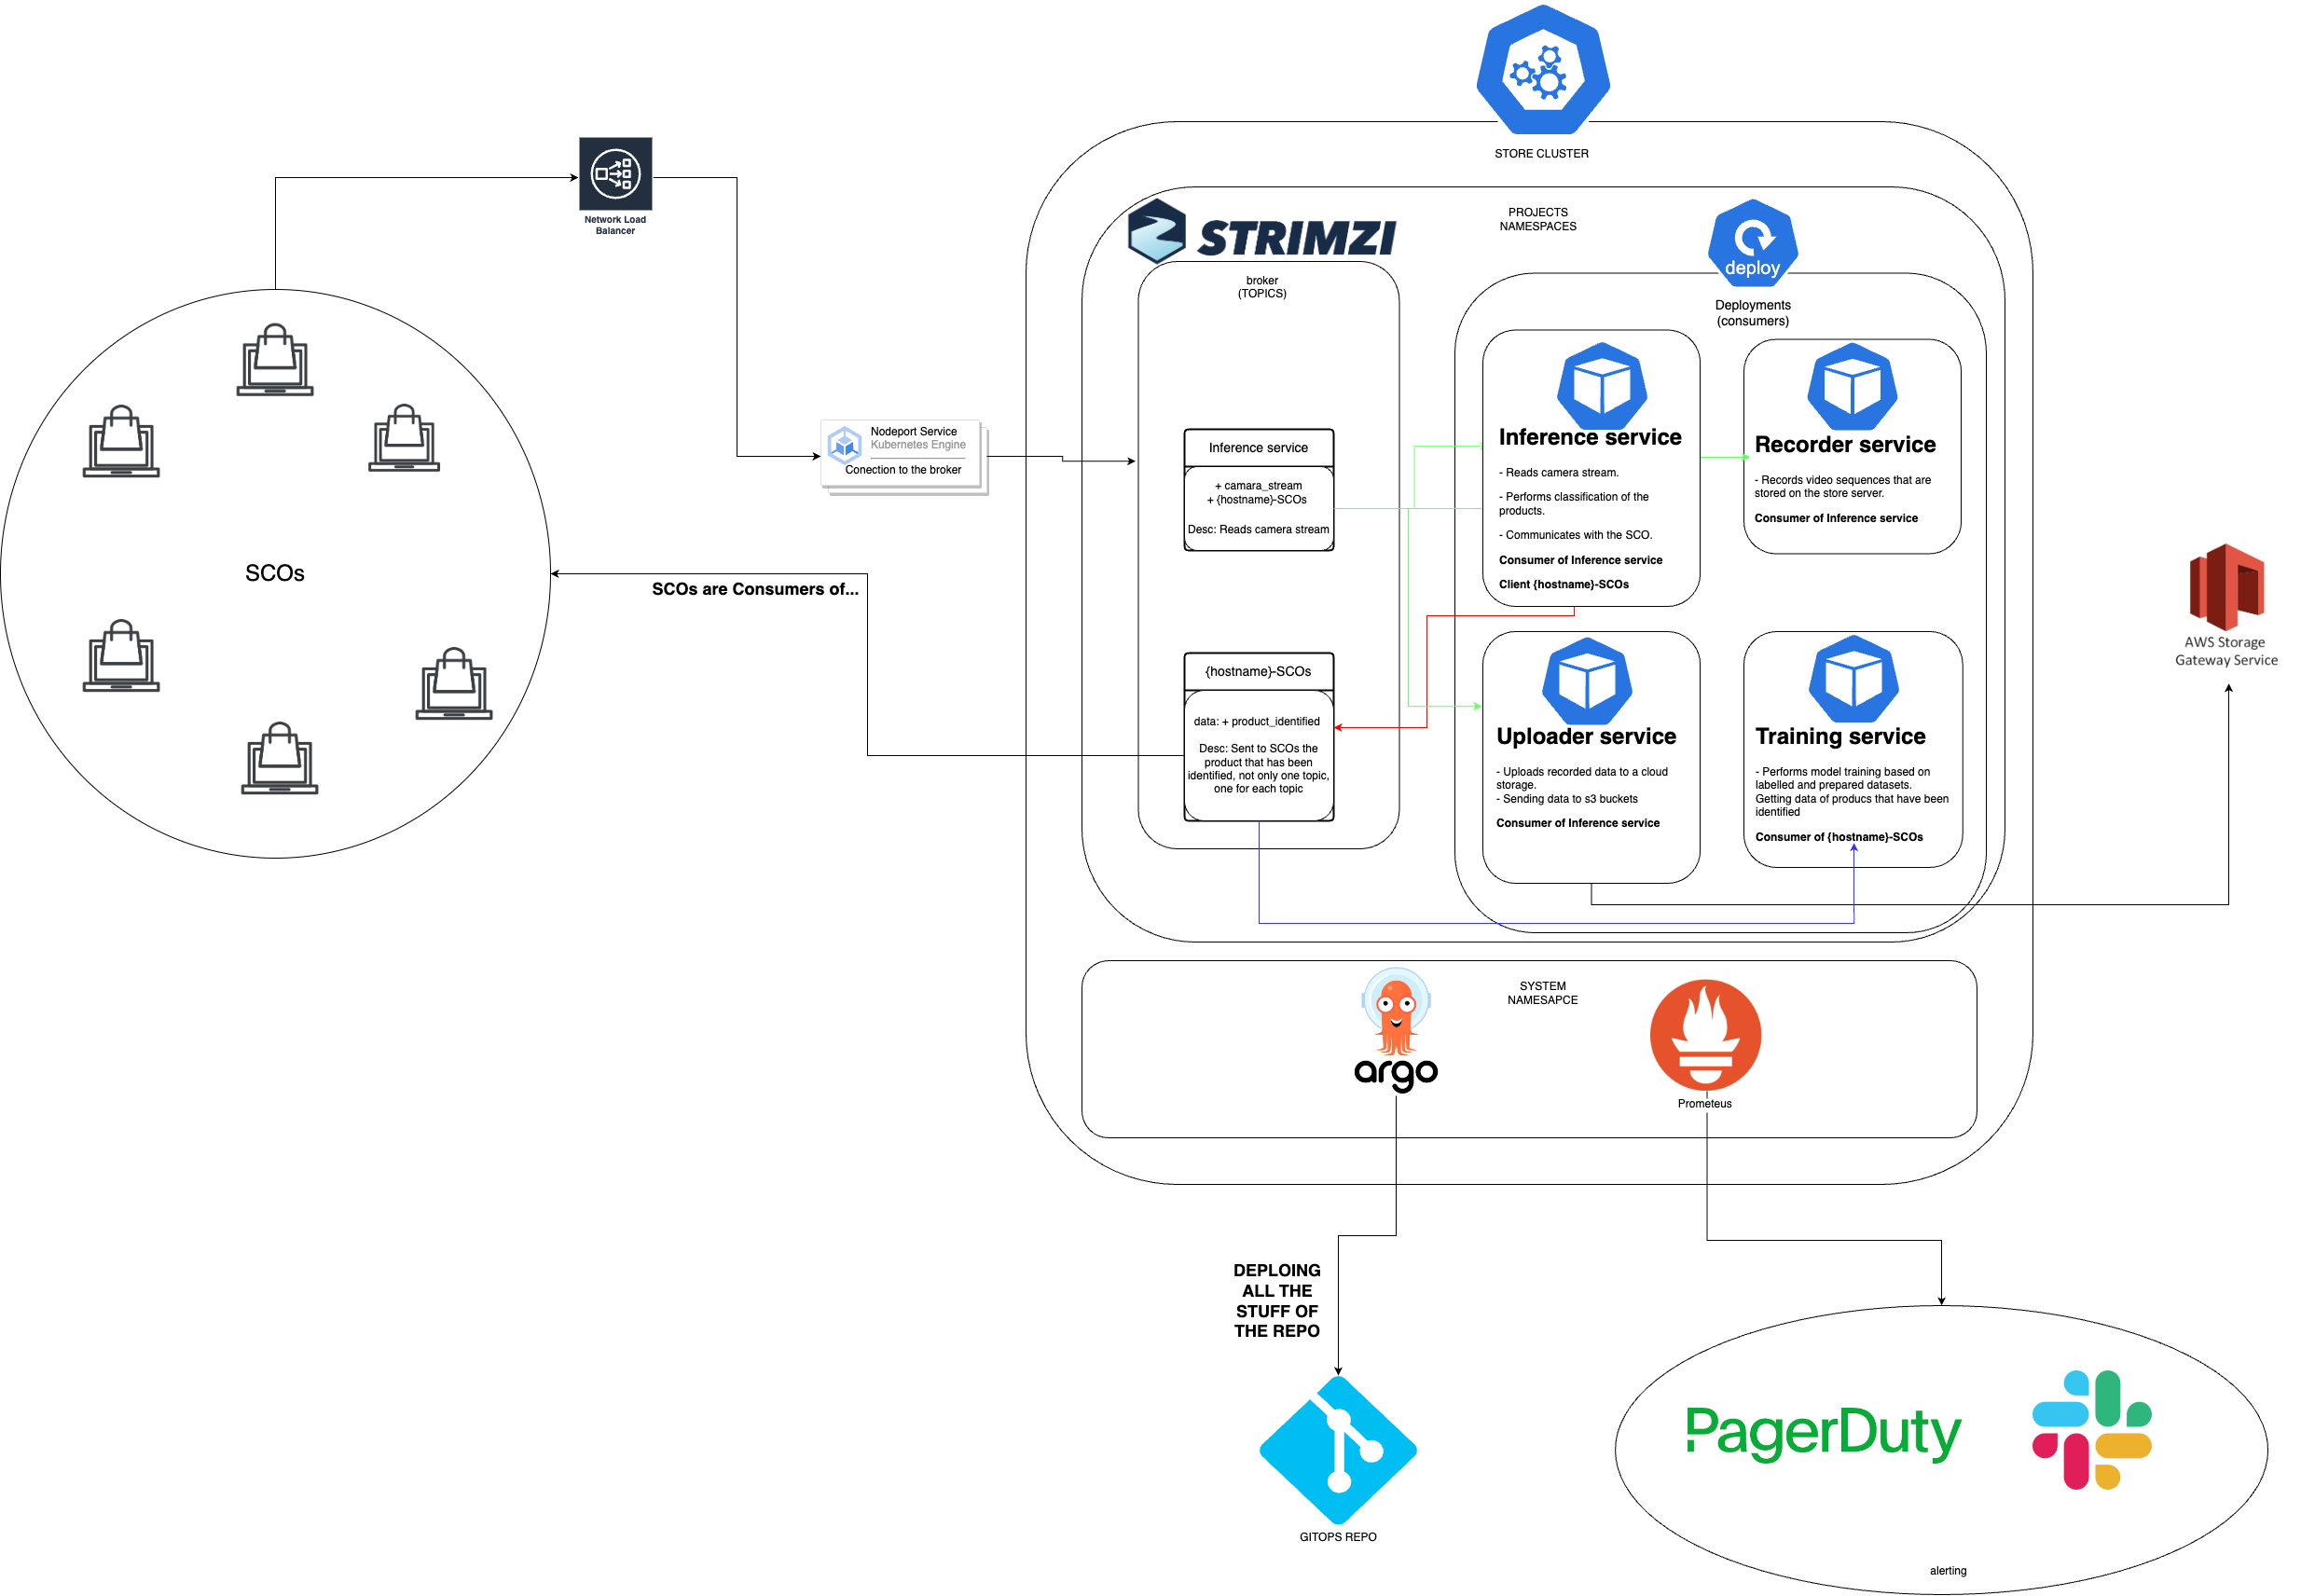 STORE CLUSTER
Network Load
Balancer
PROJECTS
NAMESPACES
STRIMZI
deploy
broker
(TOPICS)
Deployments
(consumers)
Nodeport Service
Kubernetes Engine
Conection to the broker
Inference service
+ camara_stream
+ {hostname}-SCOs
Desc: Reads camera stream
Inference service
- Reads camera stream.
- Performs classification of the
products.
- Communicates with the SCO.
Consumer of Inference service
Client {hostname}-SCOs
Recorder service
- Records video sequences that are
stored on the store server.
Consumer of Inference service
SCOs
SCOs are Consumers of...
AWS Storage
Gateway Service
{hostname}-SCOs
data: + product_identified
Desc: Sent to SCOs the
product that has been
identified, not only one topic,
one for each topic
Uploader service
- Uploads recorded data to a cloud
storage.
- Sending data to s3 buckets
Consumer of Inference service
Training service
- Performs model training based on
labelled and prepared datasets.
Getting data of producs that have been
identified
Consumer of {hostname}-SCOs
SYSTEM
NAMESAPCE
argo
Prometeus
DEPLOING
ALL THE
STUFF OF
THE REPO
GITOPS REPO
PagerDuty
alerting